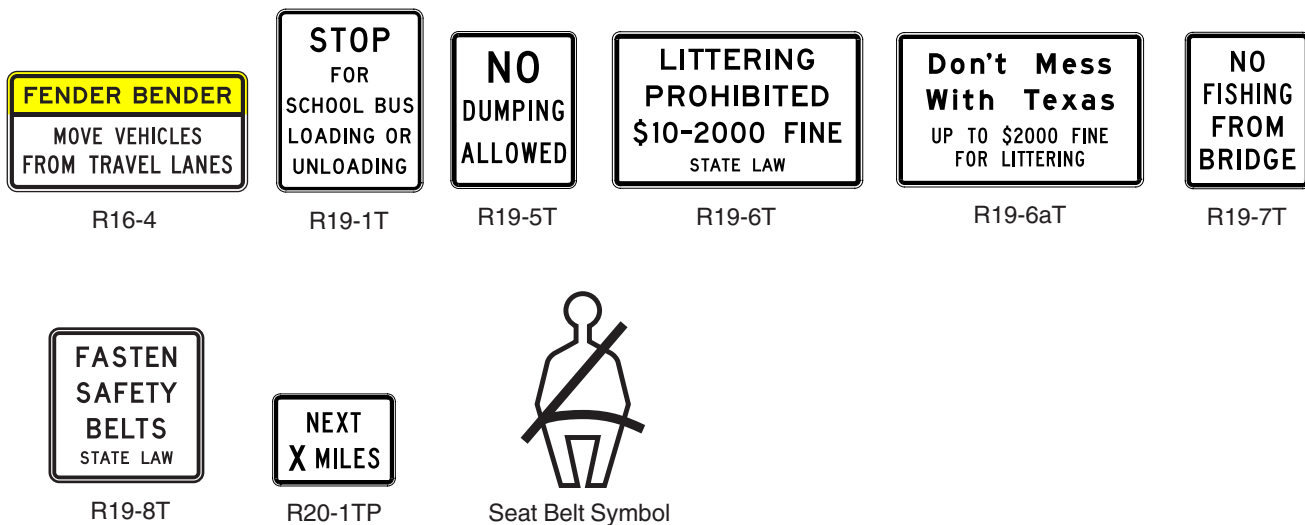 FENDER BENDER
MOVE VEHICLES
FROM TRAVEL LANES
R16-4
STOP
FOR
SCHOOL BUS
LOADING OR
UNLOADING
R19-1T
NO
DUMPING
ALLOWED
R19-5T
LITTERING
PROHIBITED
$10-2000 FINE
STATE LAW
R19-6T
Don't Mess
With Texas
UP TO $2000 FINE
FOR LITTERING
R19-6aT
NO
FISHING
FROM
BRIDGE
R19-7T
FASTEN
SAFETY
BELTS
STATE LAW
R19-8T
NEXT
X MILES
R20-1TP
Seat Belt Symbol